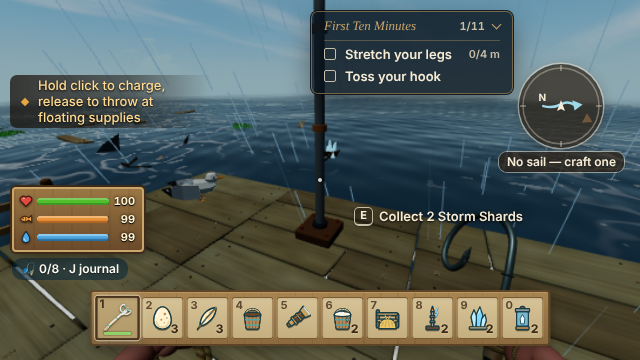 First Ten Minutes 1/11
Stretch your legs 0/4 m
Toss your hook
Hold click to charge,
release to throw at
floating supplies
N
No sail — craft one
100
99
99
E Collect 2 Storm Shards
0/8 · J journal
1 2 3 4 5 6 7 8 9 0
3 3 2 2 2 2